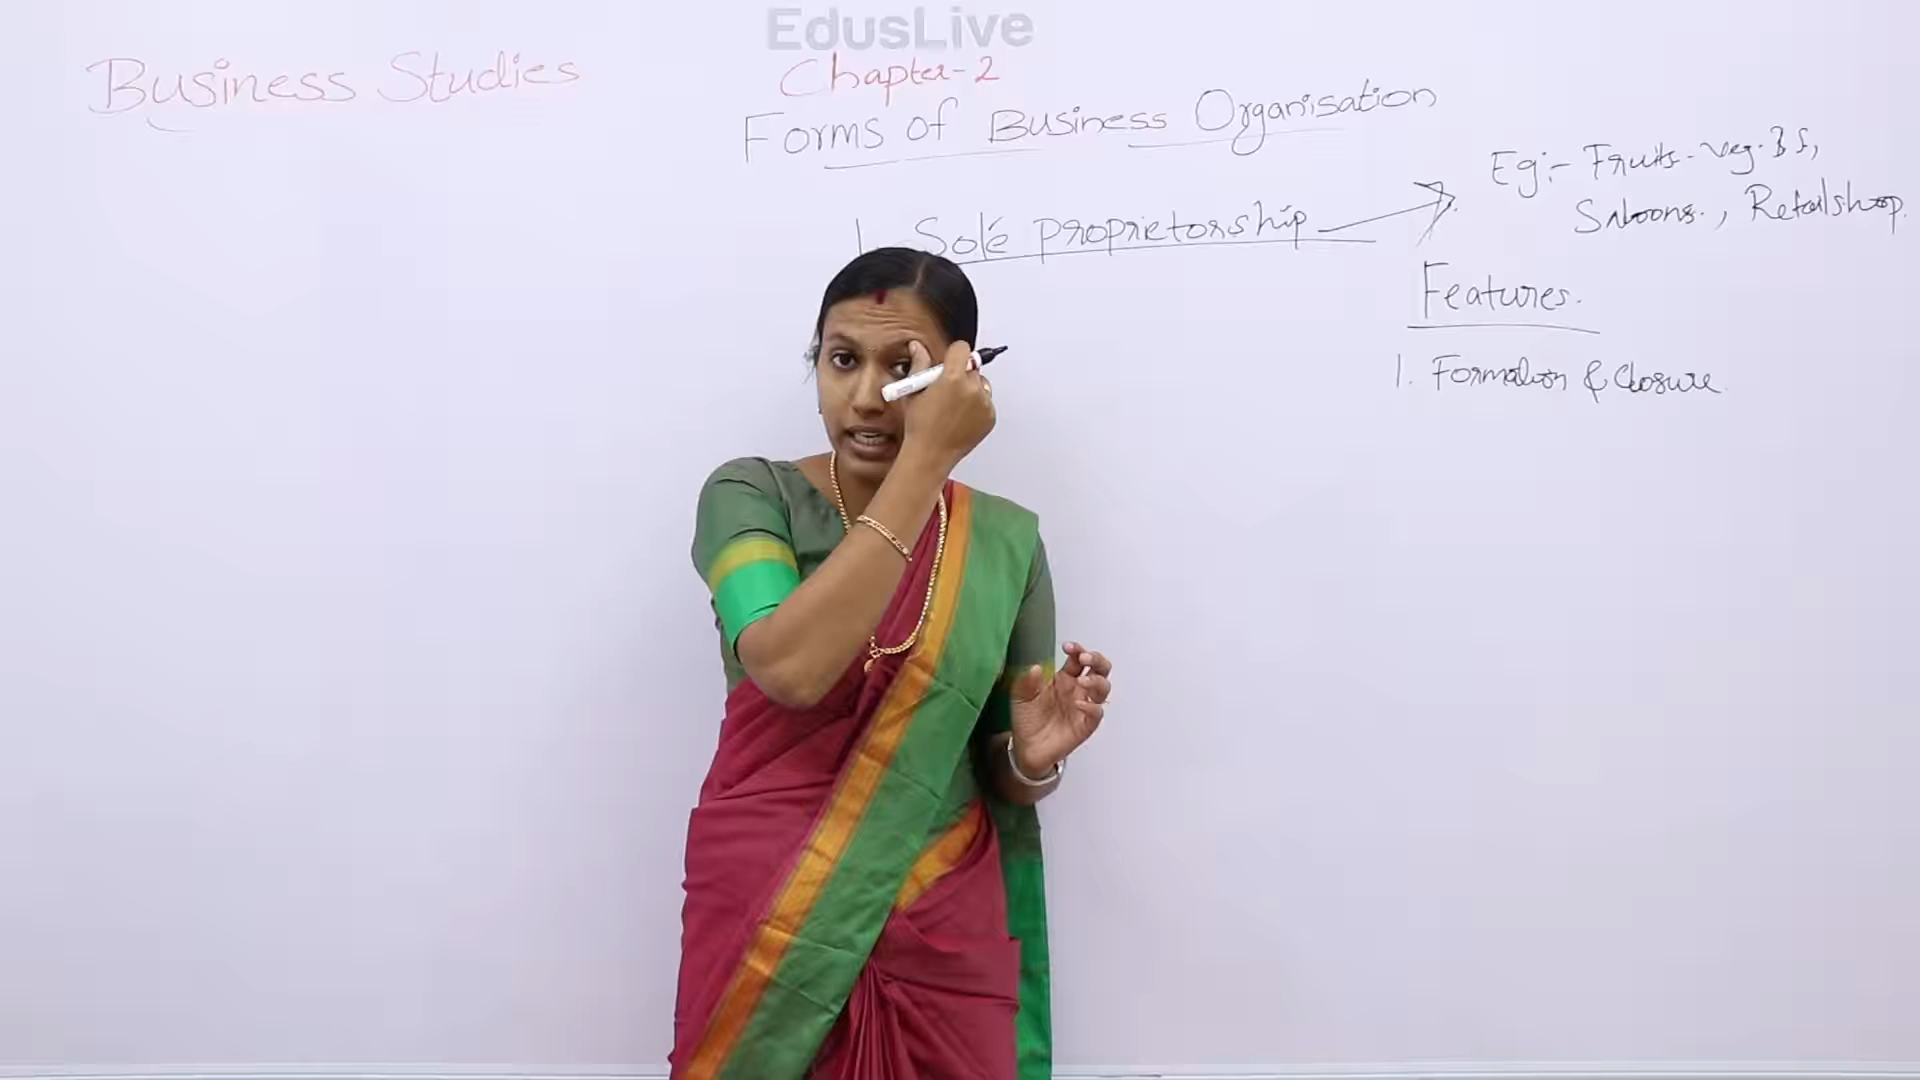 EdusLive
Business Studies
Chapter-2
Forms of Business Organisation
1. Sole proprietorship
Eg:- Fruits. Veg.
Saloons., Retailshop.
Features.
1. Formation & Closure.